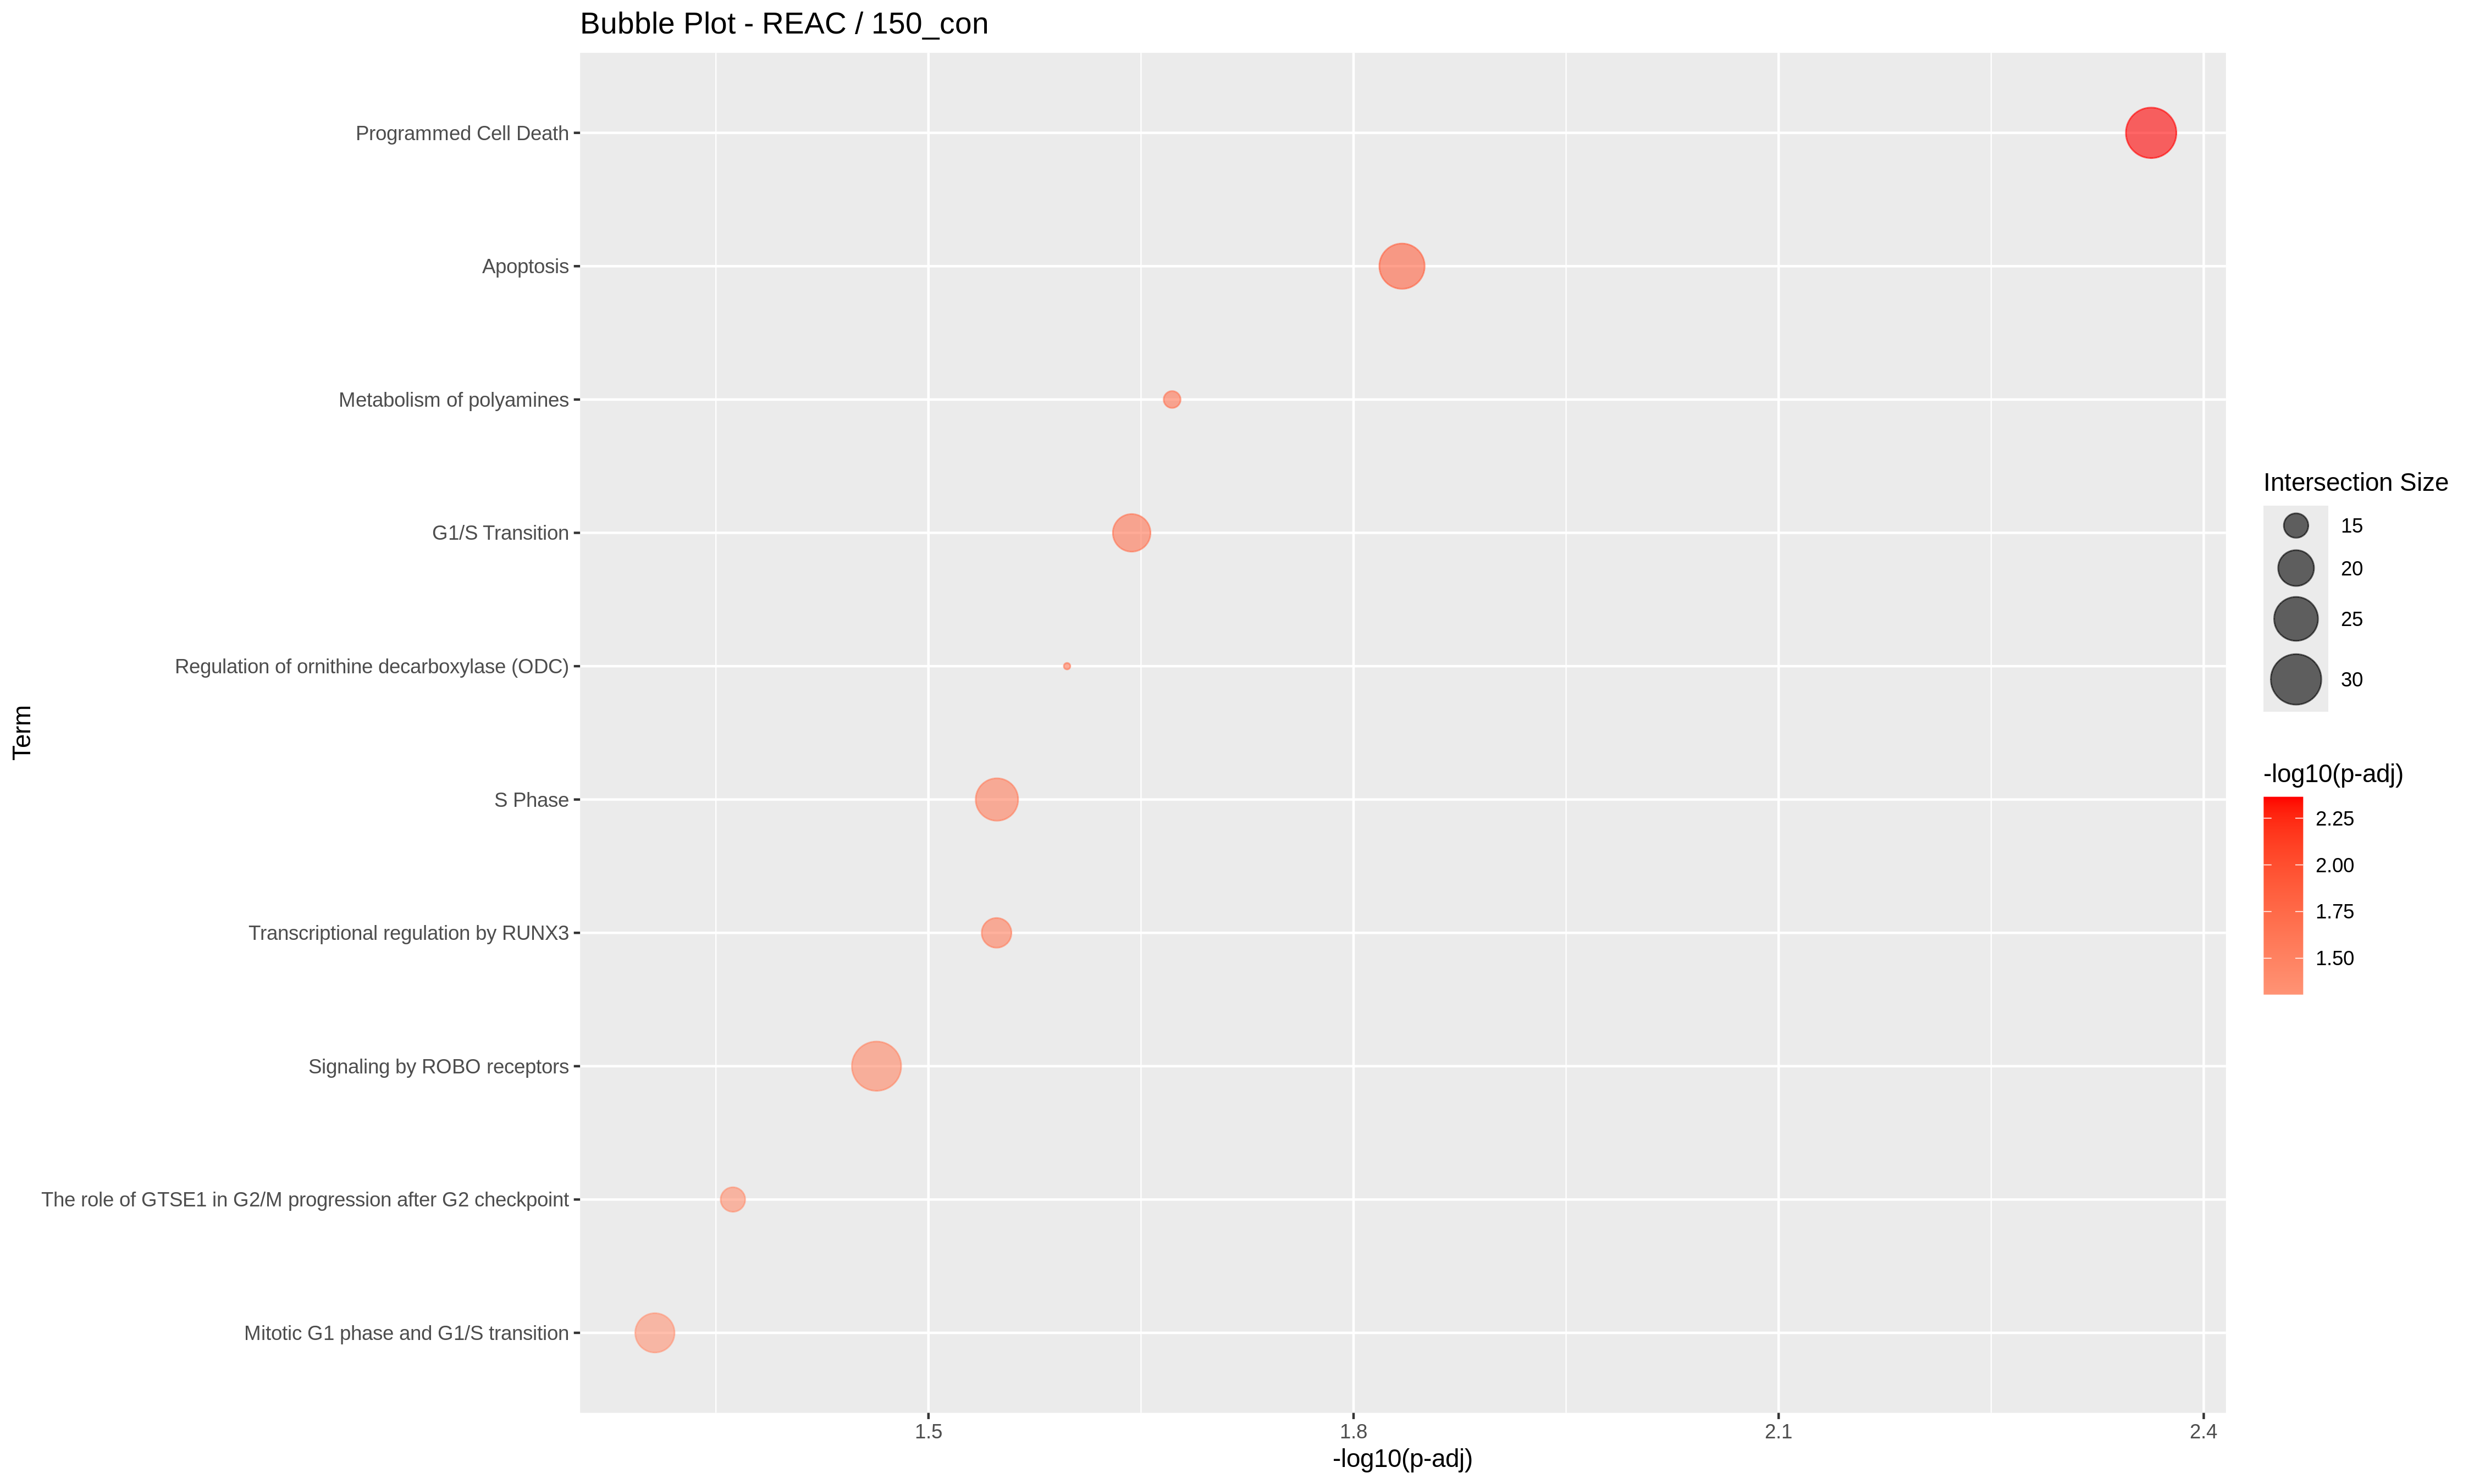 Bubble Plot - REAC / 150_con
Term
Programmed Cell Death
Apoptosis
Metabolism of polyamines
G1/S Transition
Regulation of ornithine decarboxylase (ODC)
S Phase
Transcriptional regulation by RUNX3
Signaling by ROBO receptors
The role of GTSE1 in G2/M progression after G2 checkpoint
Mitotic G1 phase and G1/S transition
1.5
1.8
2.1
2.4
-log10(p-adj)
Intersection Size
15
20
25
30
-log10(p-adj)
2.25
2.00
1.75
1.50